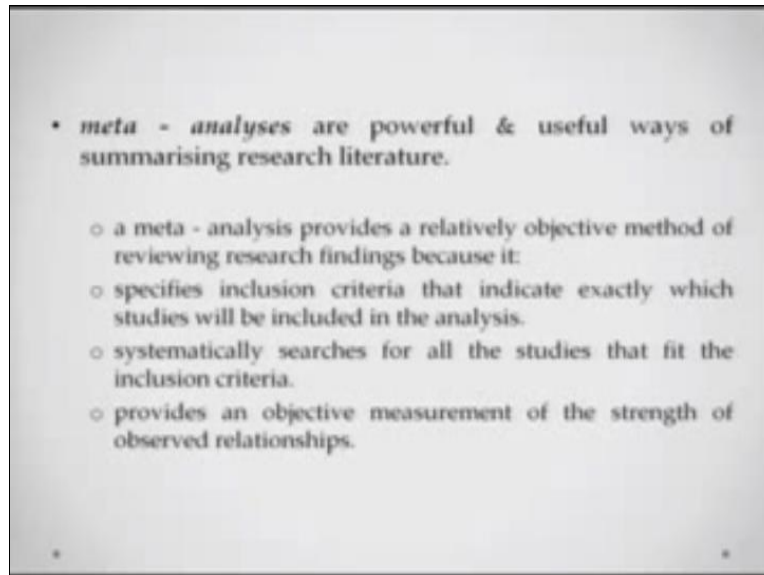 • meta - analyses are powerful & useful ways of
summarising research literature.
o a meta - analysis provides a relatively objective method of
reviewing research findings because it:
o specifies inclusion criteria that indicate exactly which
studies will be included in the analysis.
o systematically searches for all the studies that fit the
inclusion criteria.
o provides an objective measurement of the strength of
observed relationships.